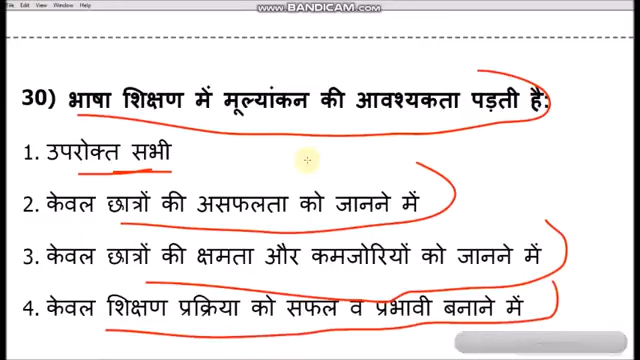 File Edit View Window Help
www.BANDICAM.com
30) भाषा शिक्षण में मूल्यांकन की आवश्यकता पड़ती है:
1. उपरोक्त सभी
2. केवल छात्रों की असफलता को जानने में
3. केवल छात्रों की क्षमता और कमजोरियों को जानने में
4. केवल शिक्षण प्रक्रिया को सफल व प्रभावी बनाने में